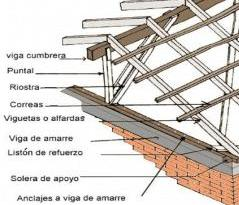 viga cumbrera
Puntal
Riostra
Correas
Viguetas o alfardas
Viga de amarre
Listón de refuerzo
Solera de apoyo
Anclajes a viga de amarre